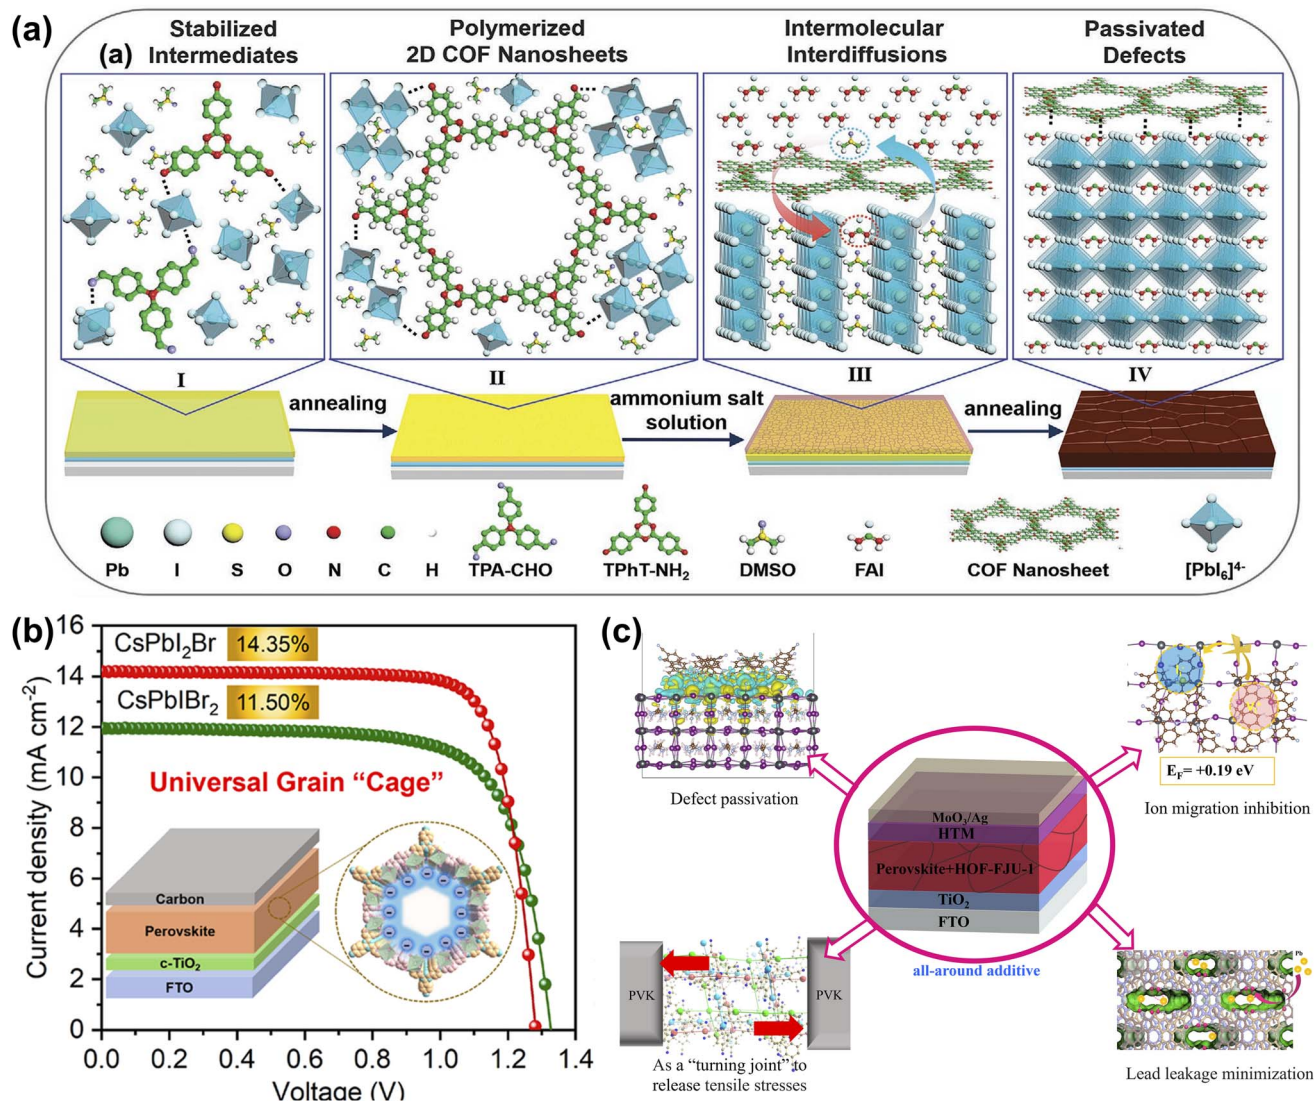 (a)
Stabilized
Intermediates
(a)
Polymerized
2D COF Nanosheets
Intermolecular
Interdiffusions
Passivated
Defects
I
II
III
IV
annealing
ammonium salt
solution
annealing
Pb
I
S
O
N
C
H
TPA-CHO
TPhT-NH₂
DMSO
FAI
COF Nanosheet
[PbI₆]⁴⁻
(b)
16
14
12
10
8
6
4
2
0
Current density (mA cm⁻²)
CsPbI₂Br 14.35%
CsPbIBr₂ 11.50%
Universal Grain “Cage”
Carbon
Perovskite
c-TiO₂
FTO
0.0 0.2 0.4 0.6 0.8 1.0 1.2 1.4
Voltage (V)
(c)
Defect passivation
E_F= +0.19 eV
Ion migration inhibition
MoO₃/Ag
HTM
Perovskite+HOF-FJU-1
TiO₂
FTO
all-around additive
PVK
PVK
As a “turning joint” to
release tensile stresses
Pb
Lead leakage minimization